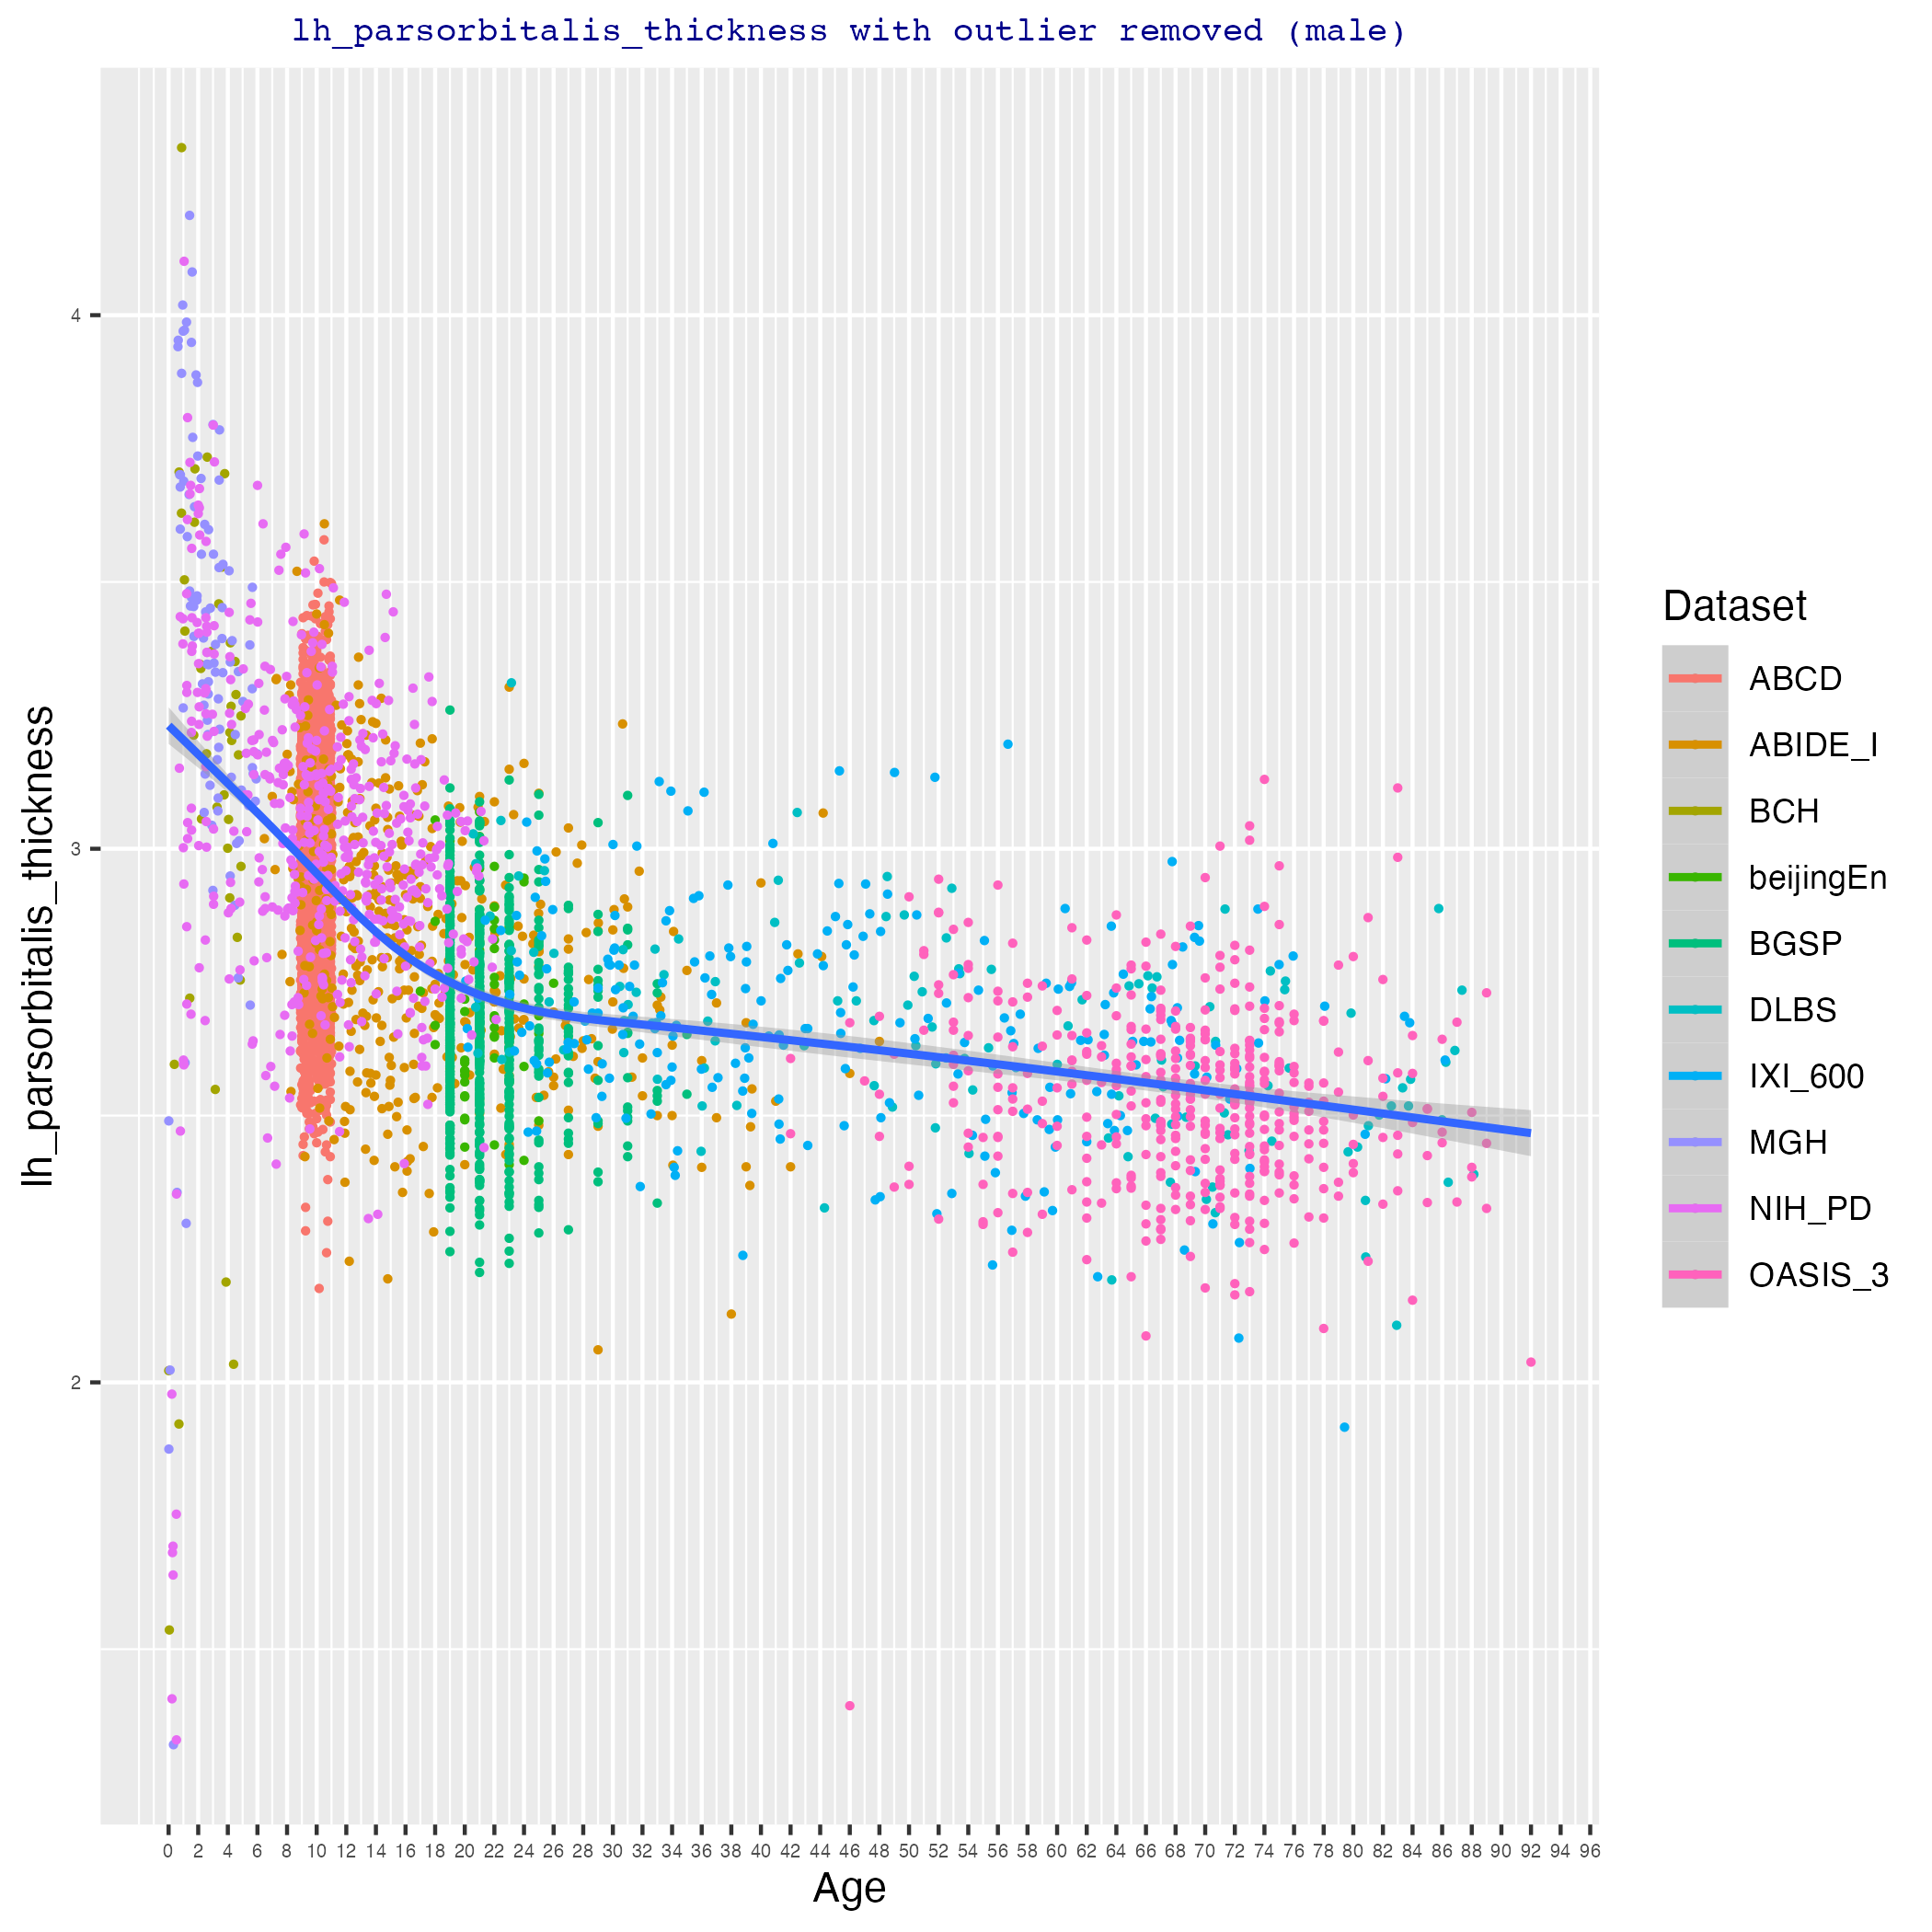 lh_parsorbitalis_thickness with outlier removed (male)
lh_parsorbitalis_thickness
4
3
2
0 2 4 6 8 10 12 14 16 18 20 22 24 26 28 30 32 34 36 38 40 42 44 46 48 50 52 54 56 58 60 62 64 66 68 70 72 74 76 78 80 82 84 86 88 90 92 94 96
Age
Dataset
ABCD
ABIDE_I
BCH
beijingEn
BGSP
DLBS
IXI_600
MGH
NIH_PD
OASIS_3